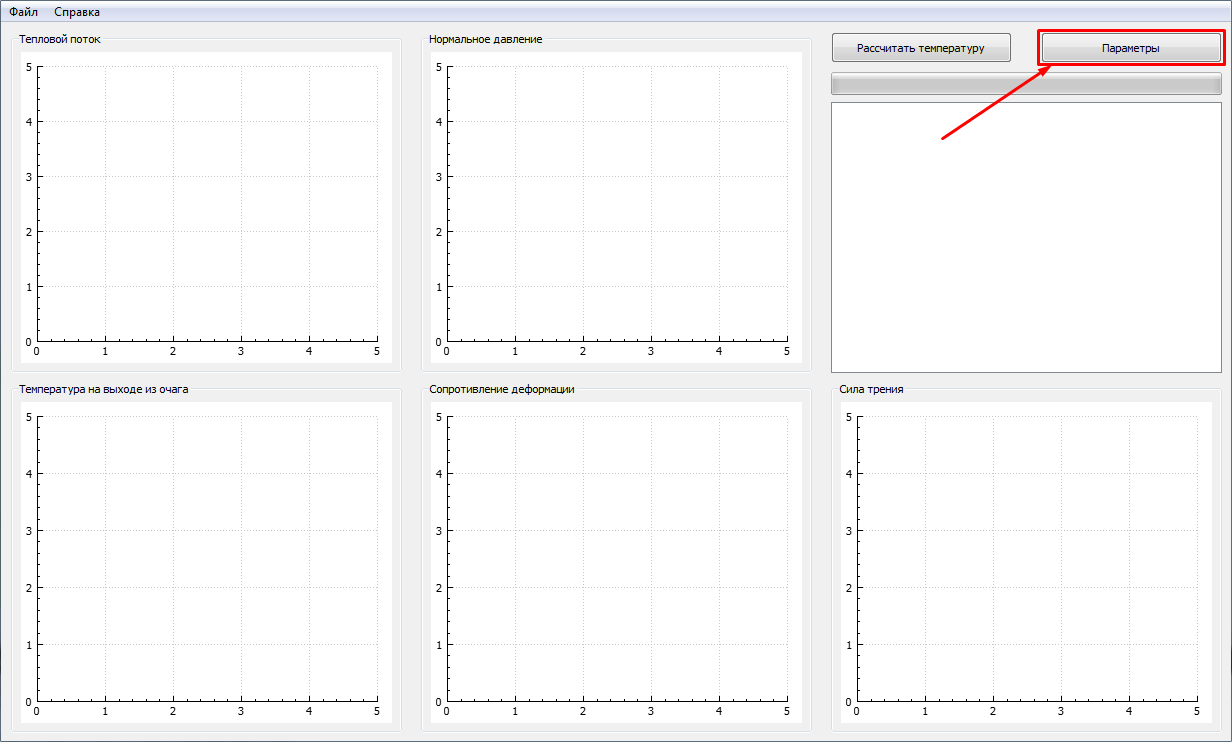 Файл Справка
Тепловой поток
5
4
3
2
1
0
0 1 2 3 4 5
Нормальное давление
5
4
3
2
1
0
0 1 2 3 4 5
Рассчитать температуру
Параметры
Температура на выходе из очага
5
4
3
2
1
0
0 1 2 3 4 5
Сопротивление деформации
5
4
3
2
1
0
0 1 2 3 4 5
Сила трения
5
4
3
2
1
0
0 1 2 3 4 5